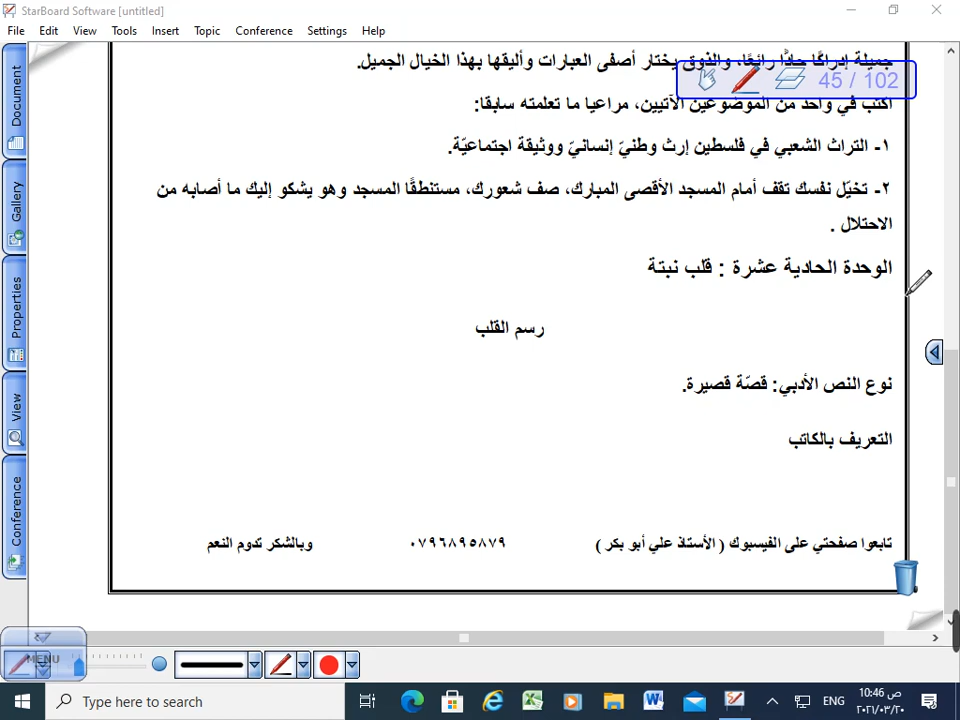 StarBoard Software [untitled]
File Edit View Tools Insert Topic Conference Settings Help
Document
Gallery
Properties
View
Conference
جميلة إدراكًا حادًّا رائعًا، والذوق يختار أصفى العبارات وأليقها بهذا الخيال الجميل.
45 / 102
اكتب في واحد من الموضوعين الآتيين، مراعيا ما تعلمته سابقا:
١- التراث الشعبي في فلسطين إرث وطنيّ إنسانيّ ووثيقة اجتماعيّة.
٢- تخيّل نفسك تقف أمام المسجد الأقصى المبارك، صف شعورك، مستنطقًا المسجد وهو يشكو إليك ما أصابه من
الاحتلال .
الوحدة الحادية عشرة : قلب نبتة
رسم القلب
نوع النص الأدبي: قصّة قصيرة.
التعريف بالكاتب
تابعوا صفحتي على الفيسبوك ( الأستاذ علي أبو بكر ) ٠٧٩٦٨٩٥٨٧٩ وبالشكر تدوم النعم
MENU
Type here to search
ENG
10:46 ص
٢٠٢١/٠٣/٢٠